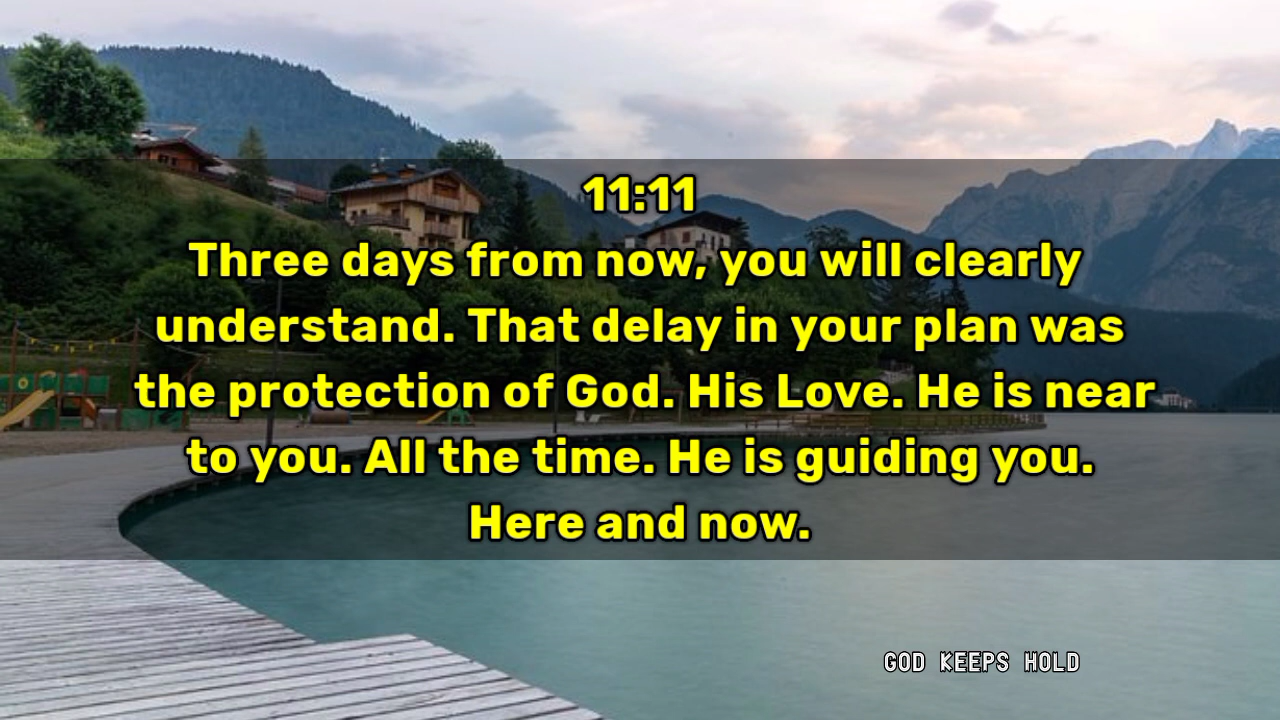 11:11
Three days from now, you will clearly
understand. That delay in your plan was
the protection of God. His Love. He is near
to you. All the time. He is guiding you.
Here and now.
GOD KEEPS HOLD